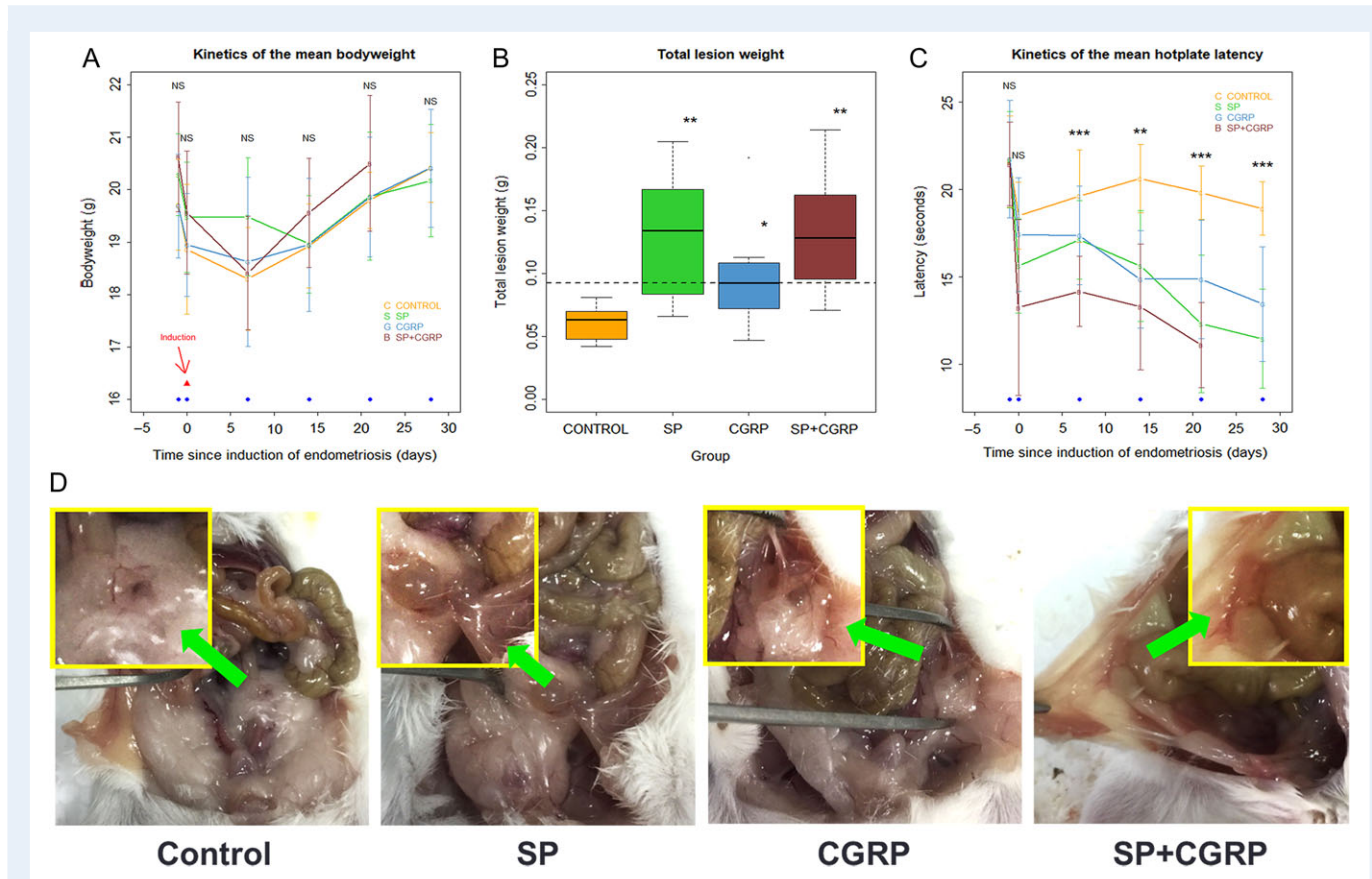 A
Kinetics of the mean bodyweight
Bodyweight (g)
22
21
20
19
18
17
16
NS
NS
NS
NS
NS
NS
C CONTROL
S SP
G CGRP
B SP+CGRP
Induction
−5 0 5 10 15 20 25 30
Time since induction of endometriosis (days)
B
Total lesion weight
Total lesion weight (g)
0.25
0.20
0.15
0.10
0.05
0.00
**
*
**
CONTROL SP CGRP SP+CGRP
Group
C
Kinetics of the mean hotplate latency
Latency (seconds)
25
20
15
10
NS
NS
***
**
***
***
C CONTROL
S SP
G CGRP
B SP+CGRP
−5 0 5 10 15 20 25 30
Time since induction of endometriosis (days)
D
Control SP CGRP SP+CGRP